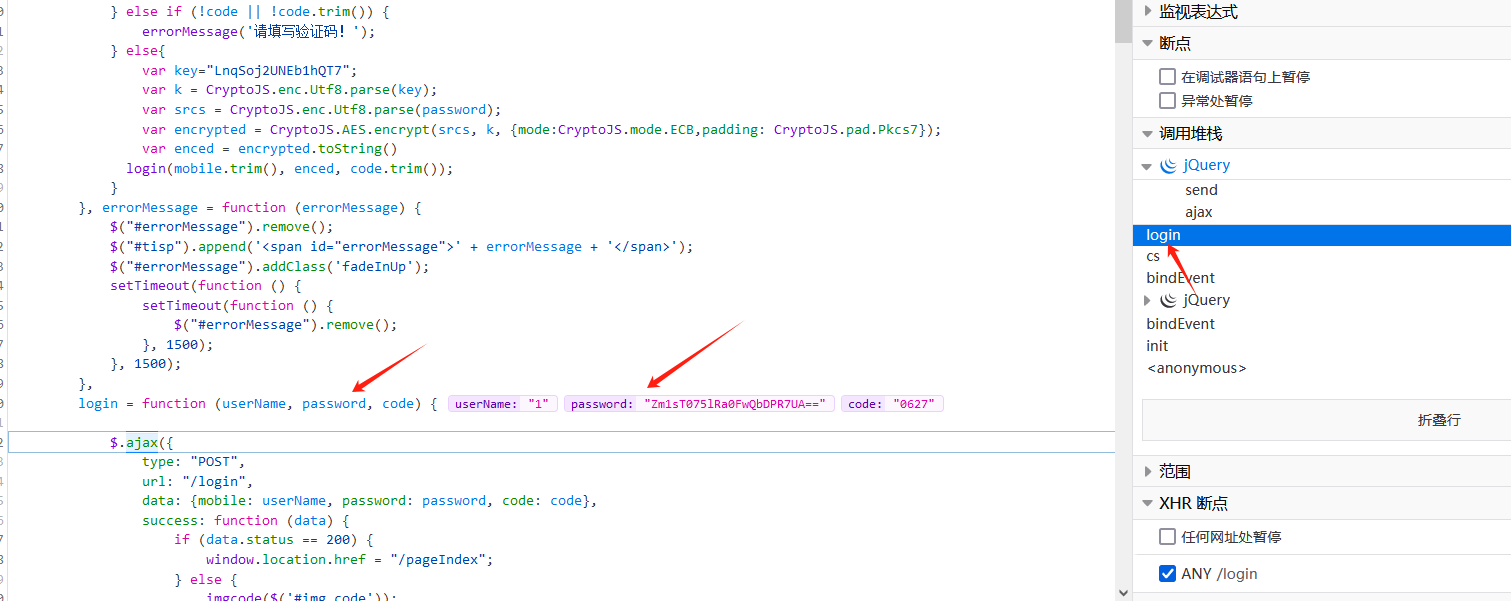 } else if (!code || !code.trim()) {
errorMessage('请填写验证码！');
} else{
var key="LnqSoj2UNEb1hQT7";
var k = CryptoJS.enc.Utf8.parse(key);
var srcs = CryptoJS.enc.Utf8.parse(password);
var encrypted = CryptoJS.AES.encrypt(srcs, k, {mode:CryptoJS.mode.ECB,padding: CryptoJS.pad.Pkcs7});
var enced = encrypted.toString()
login(mobile.trim(), enced, code.trim());
}
}, errorMessage = function (errorMessage) {
$("#errorMessage").remove();
$("#tisp").append('<span id="errorMessage">' + errorMessage + '</span>');
$("#errorMessage").addClass('fadeInUp');
setTimeout(function () {
setTimeout(function () {
$("#errorMessage").remove();
}, 1500);
}, 1500);
},
login = function (userName, password, code) { userName: "1" password: "Zm1sT075lRa0FwQbDPR7UA==" code: "0627"
$.ajax({
type: "POST",
url: "/login",
data: {mobile: userName, password: password, code: code},
success: function (data) {
if (data.status == 200) {
window.location.href = "/pageIndex";
} else {
imgcode($('#img_code'));
监视表达式
断点
在调试器语句上暂停
异常处暂停
调用堆栈
jQuery
send
ajax
login
cs
bindEvent
jQuery
bindEvent
init
<anonymous>
折叠行
范围
XHR 断点
任何网址处暂停
ANY /login